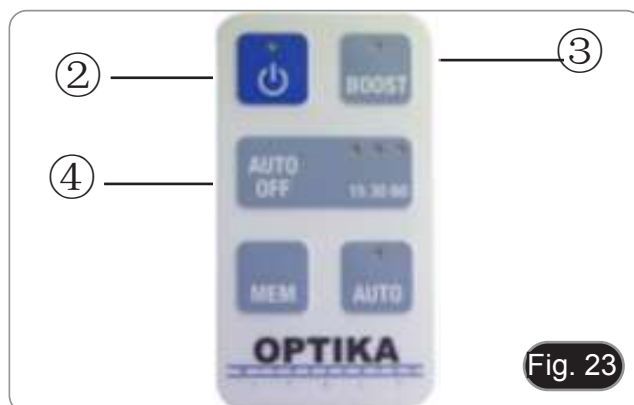 ② ③
BOOST
④
AUTO
OFF 15 30 60
MEM AUTO
OPTIKA
Fig. 23